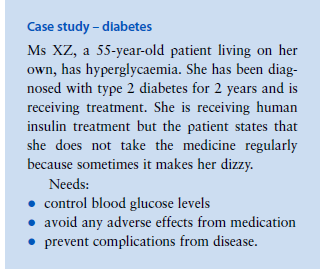 Case study – diabetes
Ms XZ, a 55-year-old patient living on her
own, has hyperglycaemia. She has been diag-
nosed with type 2 diabetes for 2 years and is
receiving treatment. She is receiving human
insulin treatment but the patient states that
she does not take the medicine regularly
because sometimes it makes her dizzy.
Needs:
• control blood glucose levels
• avoid any adverse effects from medication
• prevent complications from disease.